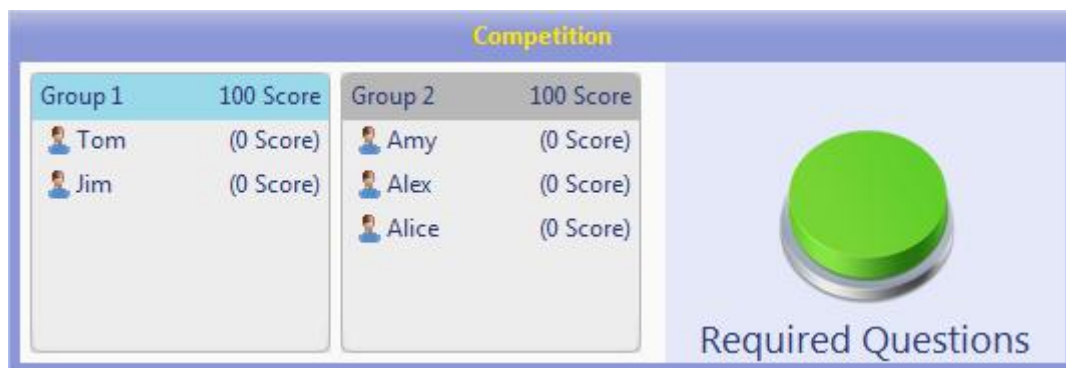 Competition
Group 1 100 Score
Tom (0 Score)
Jim (0 Score)
Group 2 100 Score
Amy (0 Score)
Alex (0 Score)
Alice (0 Score)
Required Questions